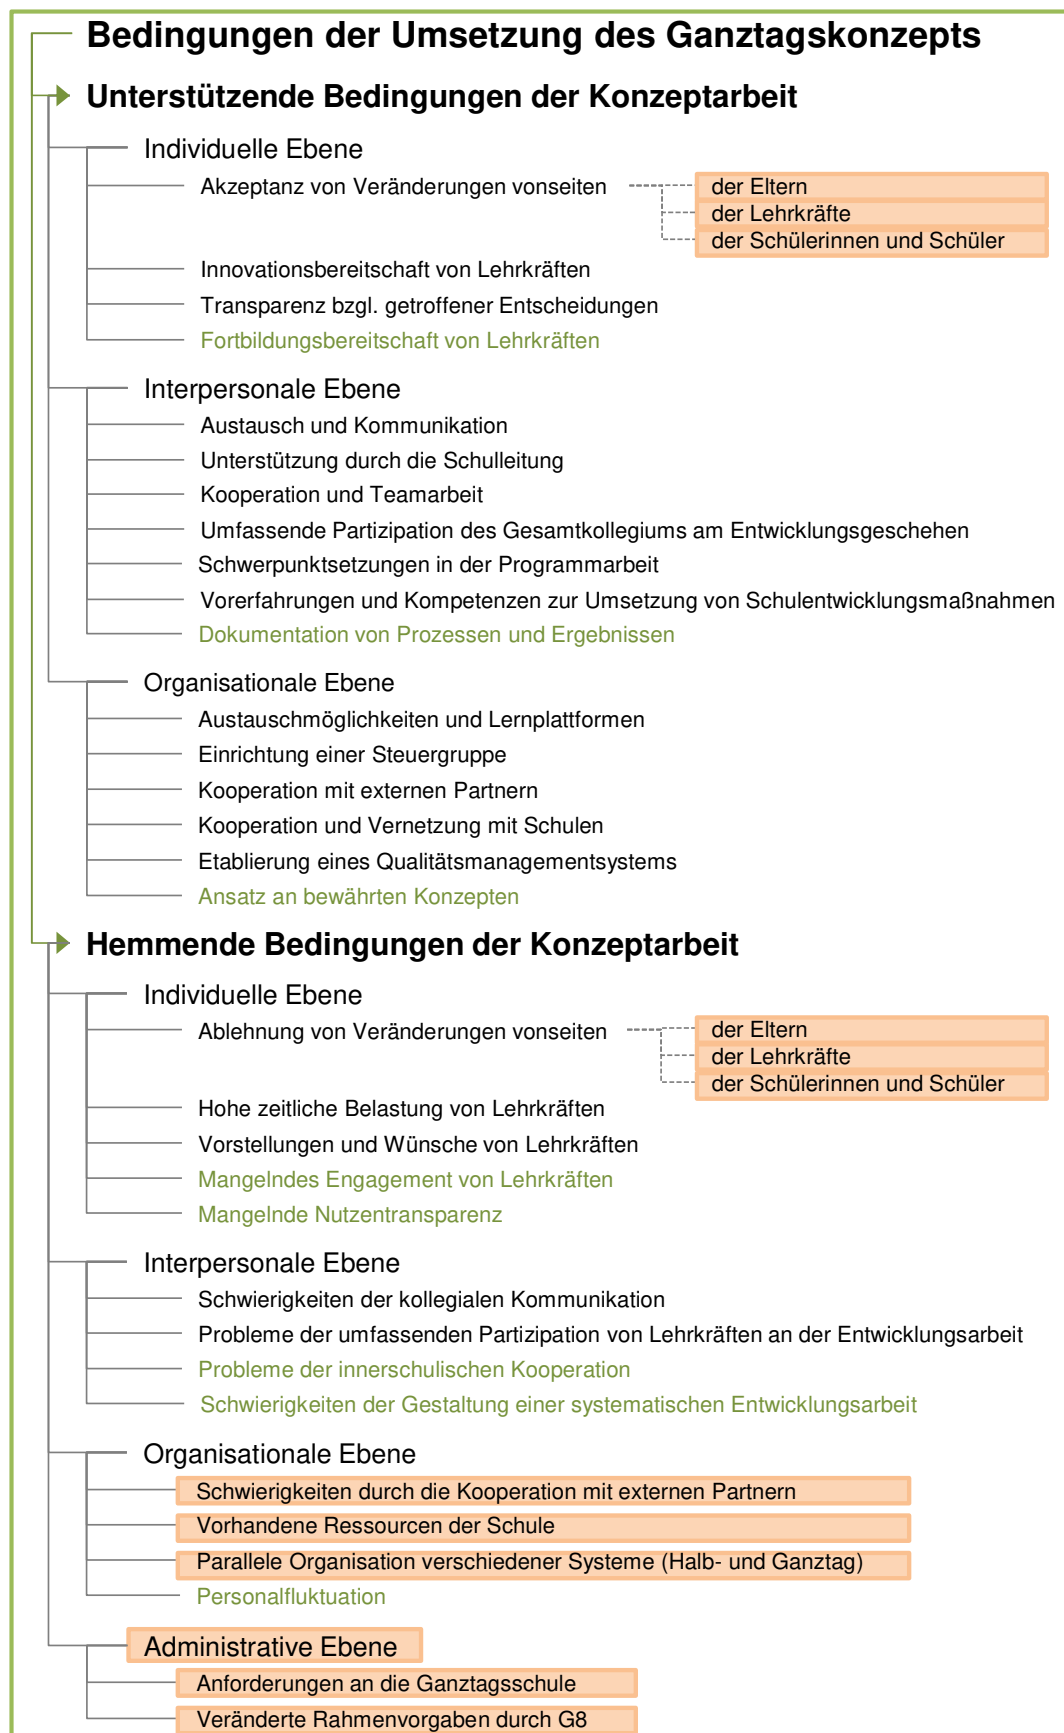 Bedingungen der Umsetzung des Ganztagskonzepts
Unterstützende Bedingungen der Konzeptarbeit
Individuelle Ebene
Akzeptanz von Veränderungen vonseiten
der Eltern
der Lehrkräfte
der Schülerinnen und Schüler
Innovationsbereitschaft von Lehrkräften
Transparenz bzgl. getroffener Entscheidungen
Fortbildungsbereitschaft von Lehrkräften
Interpersonale Ebene
Austausch und Kommunikation
Unterstützung durch die Schulleitung
Kooperation und Teamarbeit
Umfassende Partizipation des Gesamtkollegiums am Entwicklungsgeschehen
Schwerpunktsetzungen in der Programmarbeit
Vorerfahrungen und Kompetenzen zur Umsetzung von Schulentwicklungsmaßnahmen
Dokumentation von Prozessen und Ergebnissen
Organisationale Ebene
Austauschmöglichkeiten und Lernplattformen
Einrichtung einer Steuergruppe
Kooperation mit externen Partnern
Kooperation und Vernetzung mit Schulen
Etablierung eines Qualitätsmanagementsystems
Ansatz an bewährten Konzepten
Hemmende Bedingungen der Konzeptarbeit
Individuelle Ebene
Ablehnung von Veränderungen vonseiten
der Eltern
der Lehrkräfte
der Schülerinnen und Schüler
Hohe zeitliche Belastung von Lehrkräften
Vorstellungen und Wünsche von Lehrkräften
Mangelndes Engagement von Lehrkräften
Mangelnde Nutzentransparenz
Interpersonale Ebene
Schwierigkeiten der kollegialen Kommunikation
Probleme der umfassenden Partizipation von Lehrkräften an der Entwicklungsarbeit
Probleme der innerschulischen Kooperation
Schwierigkeiten der Gestaltung einer systematischen Entwicklungsarbeit
Organisationale Ebene
Schwierigkeiten durch die Kooperation mit externen Partnern
Vorhandene Ressourcen der Schule
Parallele Organisation verschiedener Systeme (Halb- und Ganztag)
Personalfluktuation
Administrative Ebene
Anforderungen an die Ganztagsschule
Veränderte Rahmenvorgaben durch G8